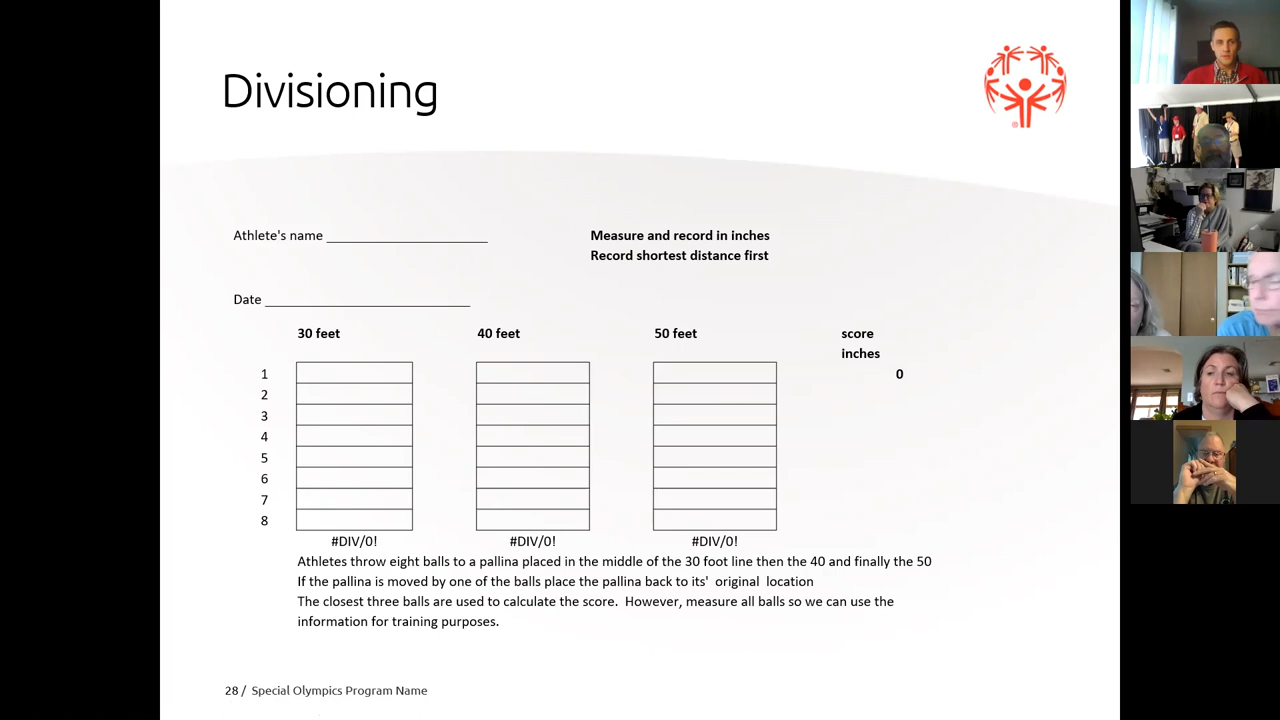 Divisioning
®
Athlete's name ______________________
Measure and record in inches
Record shortest distance first
Date ____________________________
30 feet 40 feet 50 feet score
inches
1 0
2
3
4
5
6
7
8
#DIV/0! #DIV/0! #DIV/0!
Athletes throw eight balls to a pallina placed in the middle of the 30 foot line then the 40 and finally the 50
If the pallina is moved by one of the balls place the pallina back to its' original location
The closest three balls are used to calculate the score. However, measure all balls so we can use the
information for training purposes.
28 / Special Olympics Program Name